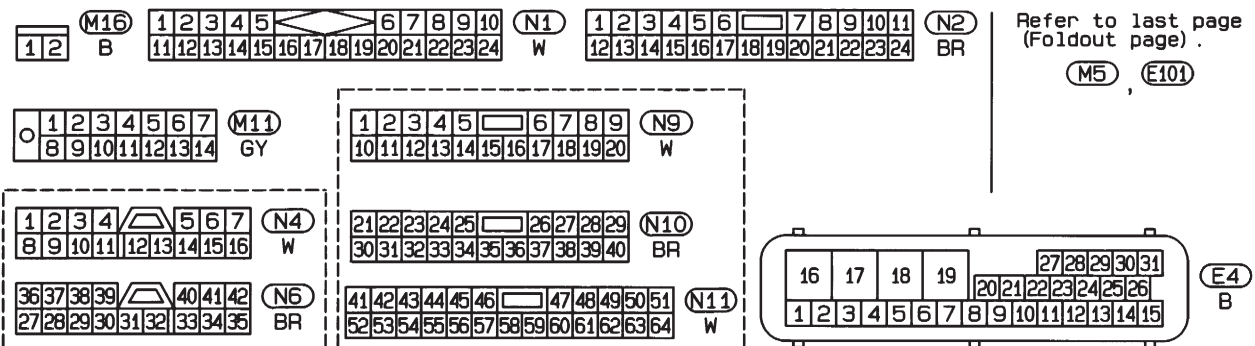 1 2 M16 B
1 2 3 4 5 6 7 8 9 10 N1
11 12 13 14 15 16 17 18 19 20 21 22 23 24 W
1 2 3 4 5 6 7 8 9 10 11 N2
12 13 14 15 16 17 18 19 20 21 22 23 24 BR
Refer to last page
(Foldout page).
M5 , E101
1 2 3 4 5 6 7 M11
8 9 10 11 12 13 14 GY
1 2 3 4 5 6 7 8 9 N9
10 11 12 13 14 15 16 17 18 19 20 W
1 2 3 4 5 6 7 N4
8 9 10 11 12 13 14 15 16 W
21 22 23 24 25 26 27 28 29 N10
30 31 32 33 34 35 36 37 38 39 40 BR
36 37 38 39 40 41 42 N6
27 28 29 30 31 32 33 34 35 BR
41 42 43 44 45 46 47 48 49 50 51 N11
52 53 54 55 56 57 58 59 60 61 62 63 64 W
16 17 18 19 27 28 29 30 31 E4
20 21 22 23 24 25 26 B
1 2 3 4 5 6 7 8 9 10 11 12 13 14 15